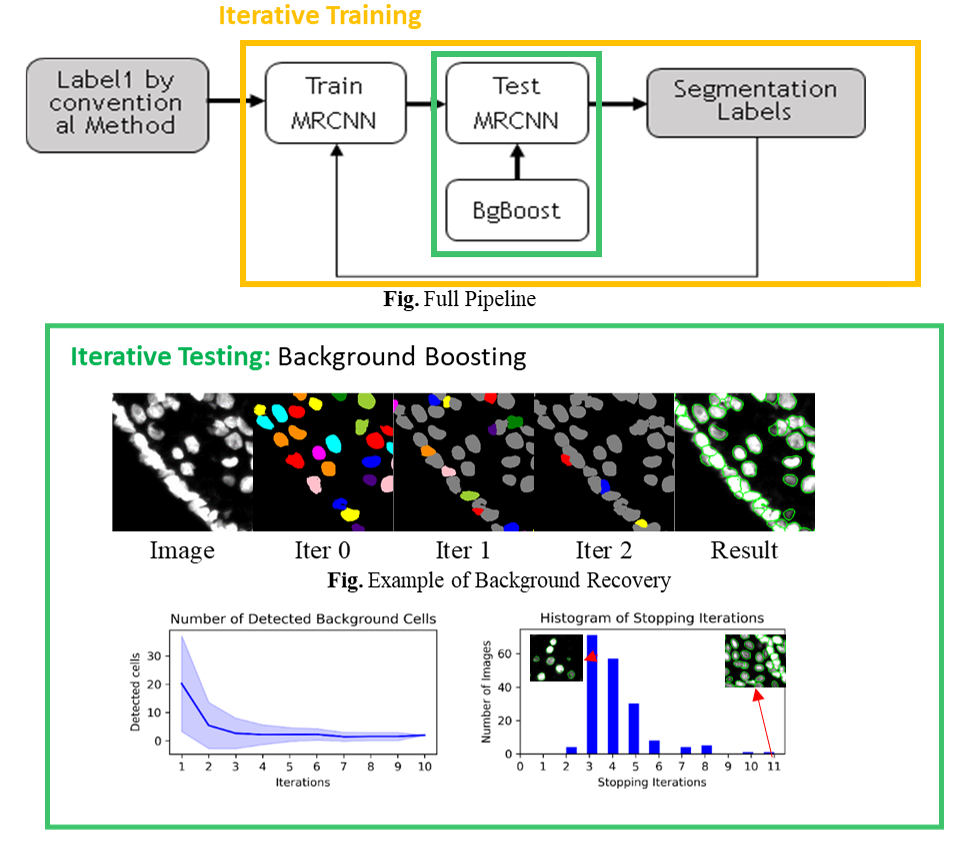 Iterative Training
Label1 by
convention
al Method
Train
MRCNN
Test
MRCNN
Segmentation
Labels
BgBoost
Fig. Full Pipeline
Iterative Testing: Background Boosting
Image
Iter 0
Iter 1
Iter 2
Result
Fig. Example of Background Recovery
Number of Detected Background Cells
Detected cells
30
20
10
0
1 2 3 4 5 6 7 8 9 10
Iterations
Histogram of Stopping Iterations
Number of Images
60
40
20
0
0 1 2 3 4 5 6 7 8 9 10 11
Stopping Iterations